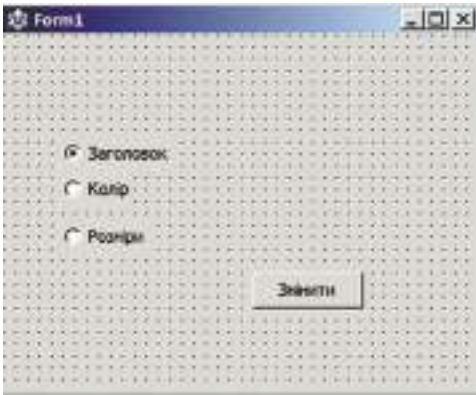 Form1
Заголовок
Колір
Розміри
Змінити